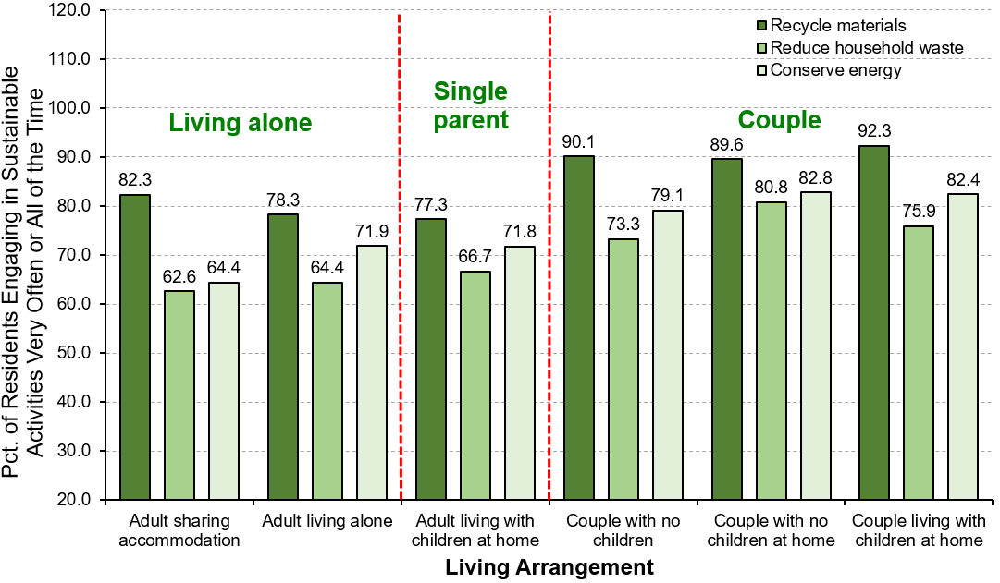 Pct. of Residents Engaging in Sustainable
Activities Very Often or All of the Time
120.0
110.0
100.0
90.0
80.0
70.0
60.0
50.0
40.0
30.0
20.0
Recycle materials
Reduce household waste
Conserve energy
Living alone
Single
parent
Couple
82.3
62.6
64.4
78.3
64.4
71.9
77.3
66.7
71.8
90.1
73.3
79.1
89.6
80.8
82.8
92.3
75.9
82.4
Adult sharing
accommodation
Adult living alone
Adult living with
children at home
Couple with no
children
Couple with no
children at home
Couple living with
children at home
Living Arrangement